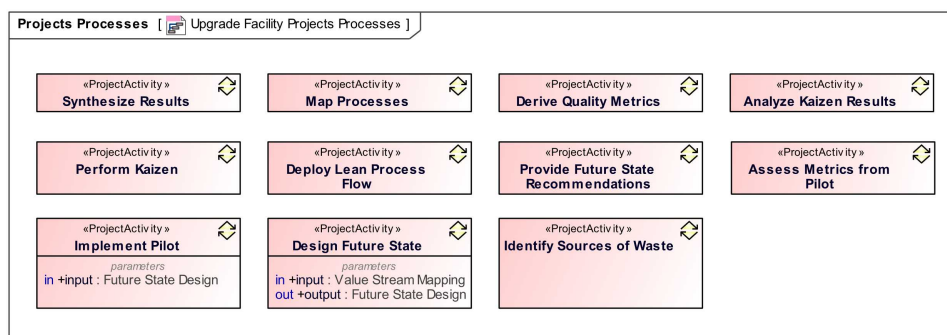 Projects Processes [ Upgrade Facility Projects Processes ]
«ProjectActivity»
Synthesize Results
«ProjectActivity»
Map Processes
«ProjectActivity»
Derive Quality Metrics
«ProjectActivity»
Analyze Kaizen Results
«ProjectActivity»
Perform Kaizen
«ProjectActivity»
Deploy Lean Process
Flow
«ProjectActivity»
Provide Future State
Recommendations
«ProjectActivity»
Assess Metrics from
Pilot
«ProjectActivity»
Implement Pilot
parameters
in +input : Future State Design
«ProjectActivity»
Design Future State
parameters
in +input : Value Stream Mapping
out +output : Future State Design
«ProjectActivity»
Identify Sources of Waste